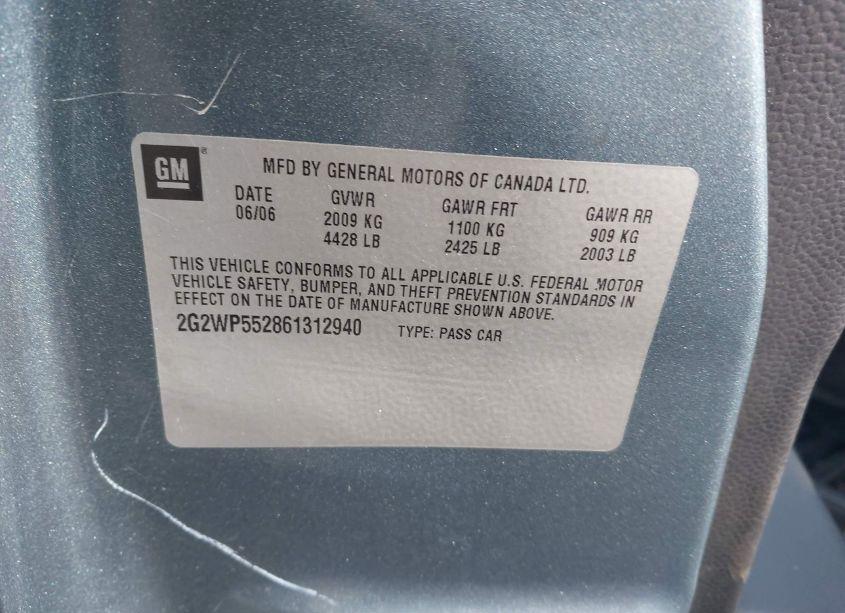 GM®
MFD BY GENERAL MOTORS OF CANADA LTD.
DATE GVWR GAWR FRT GAWR RR
06/06 2009 KG 1100 KG 909 KG
4428 LB 2425 LB 2003 LB
THIS VEHICLE CONFORMS TO ALL APPLICABLE U.S. FEDERAL MOTOR
VEHICLE SAFETY, BUMPER, AND THEFT PREVENTION STANDARDS IN
EFFECT ON THE DATE OF MANUFACTURE SHOWN ABOVE.
2G2WP552861312940 TYPE: PASS CAR